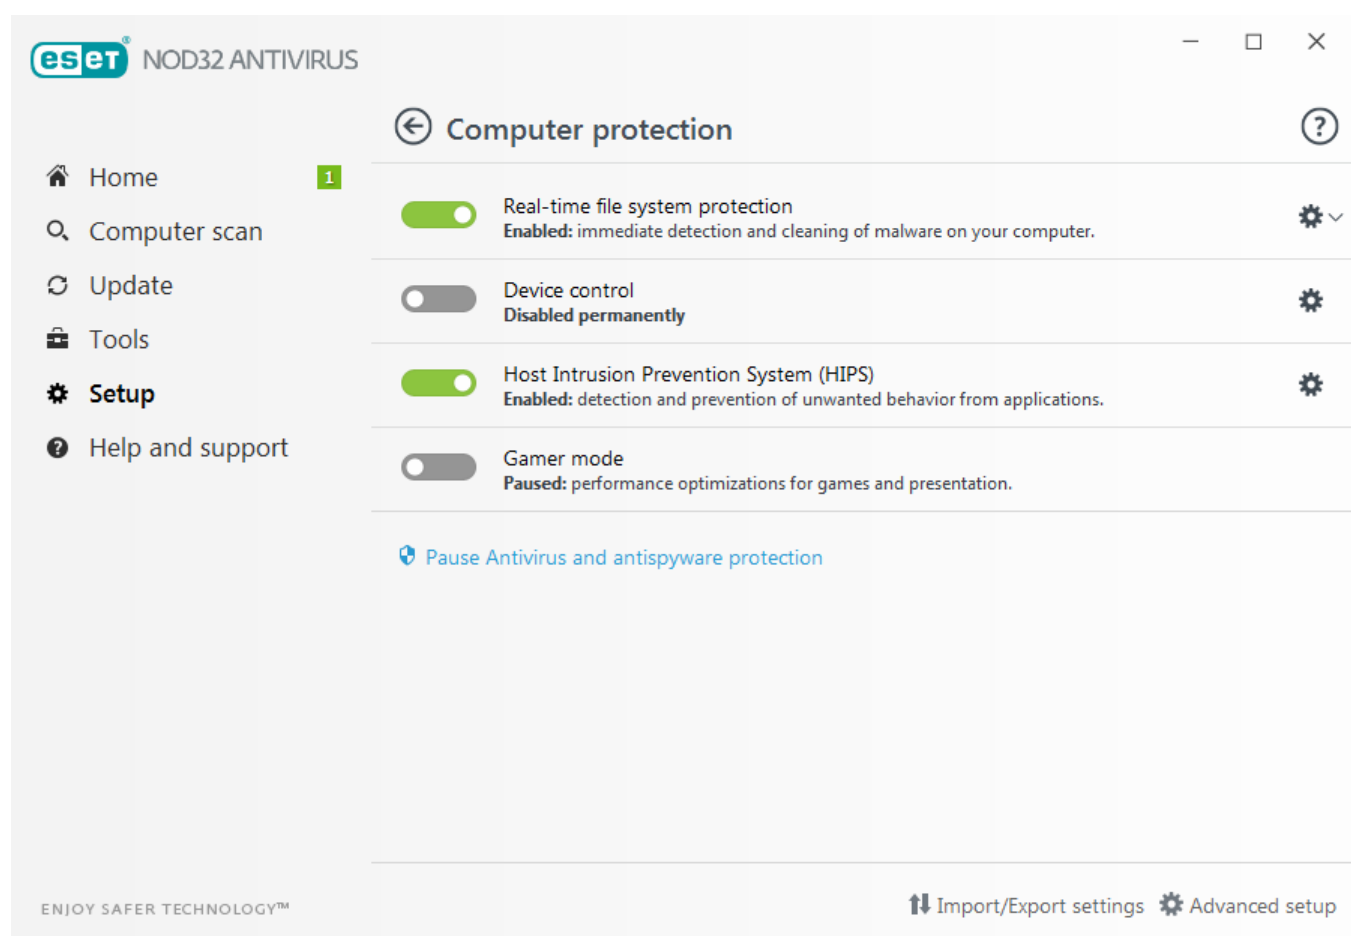 eset® NOD32 ANTIVIRUS
Computer protection
?
Home 1
Computer scan
Update
Tools
Setup
Help and support
Real-time file system protection
Enabled: immediate detection and cleaning of malware on your computer.
Device control
Disabled permanently
Host Intrusion Prevention System (HIPS)
Enabled: detection and prevention of unwanted behavior from applications.
Gamer mode
Paused: performance optimizations for games and presentation.
Pause Antivirus and antispyware protection
ENJOY SAFER TECHNOLOGY™
Import/Export settings Advanced setup